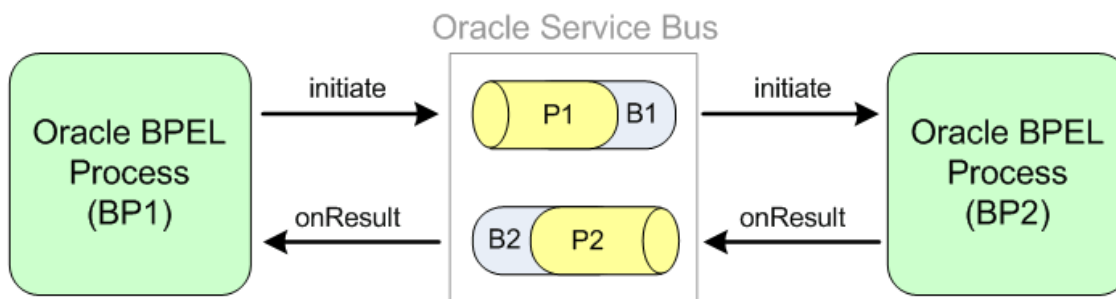 Oracle Service Bus
Oracle BPEL
Process
(BP1)
initiate
P1
B1
initiate
Oracle BPEL
Process
(BP2)
onResult
B2
P2
onResult